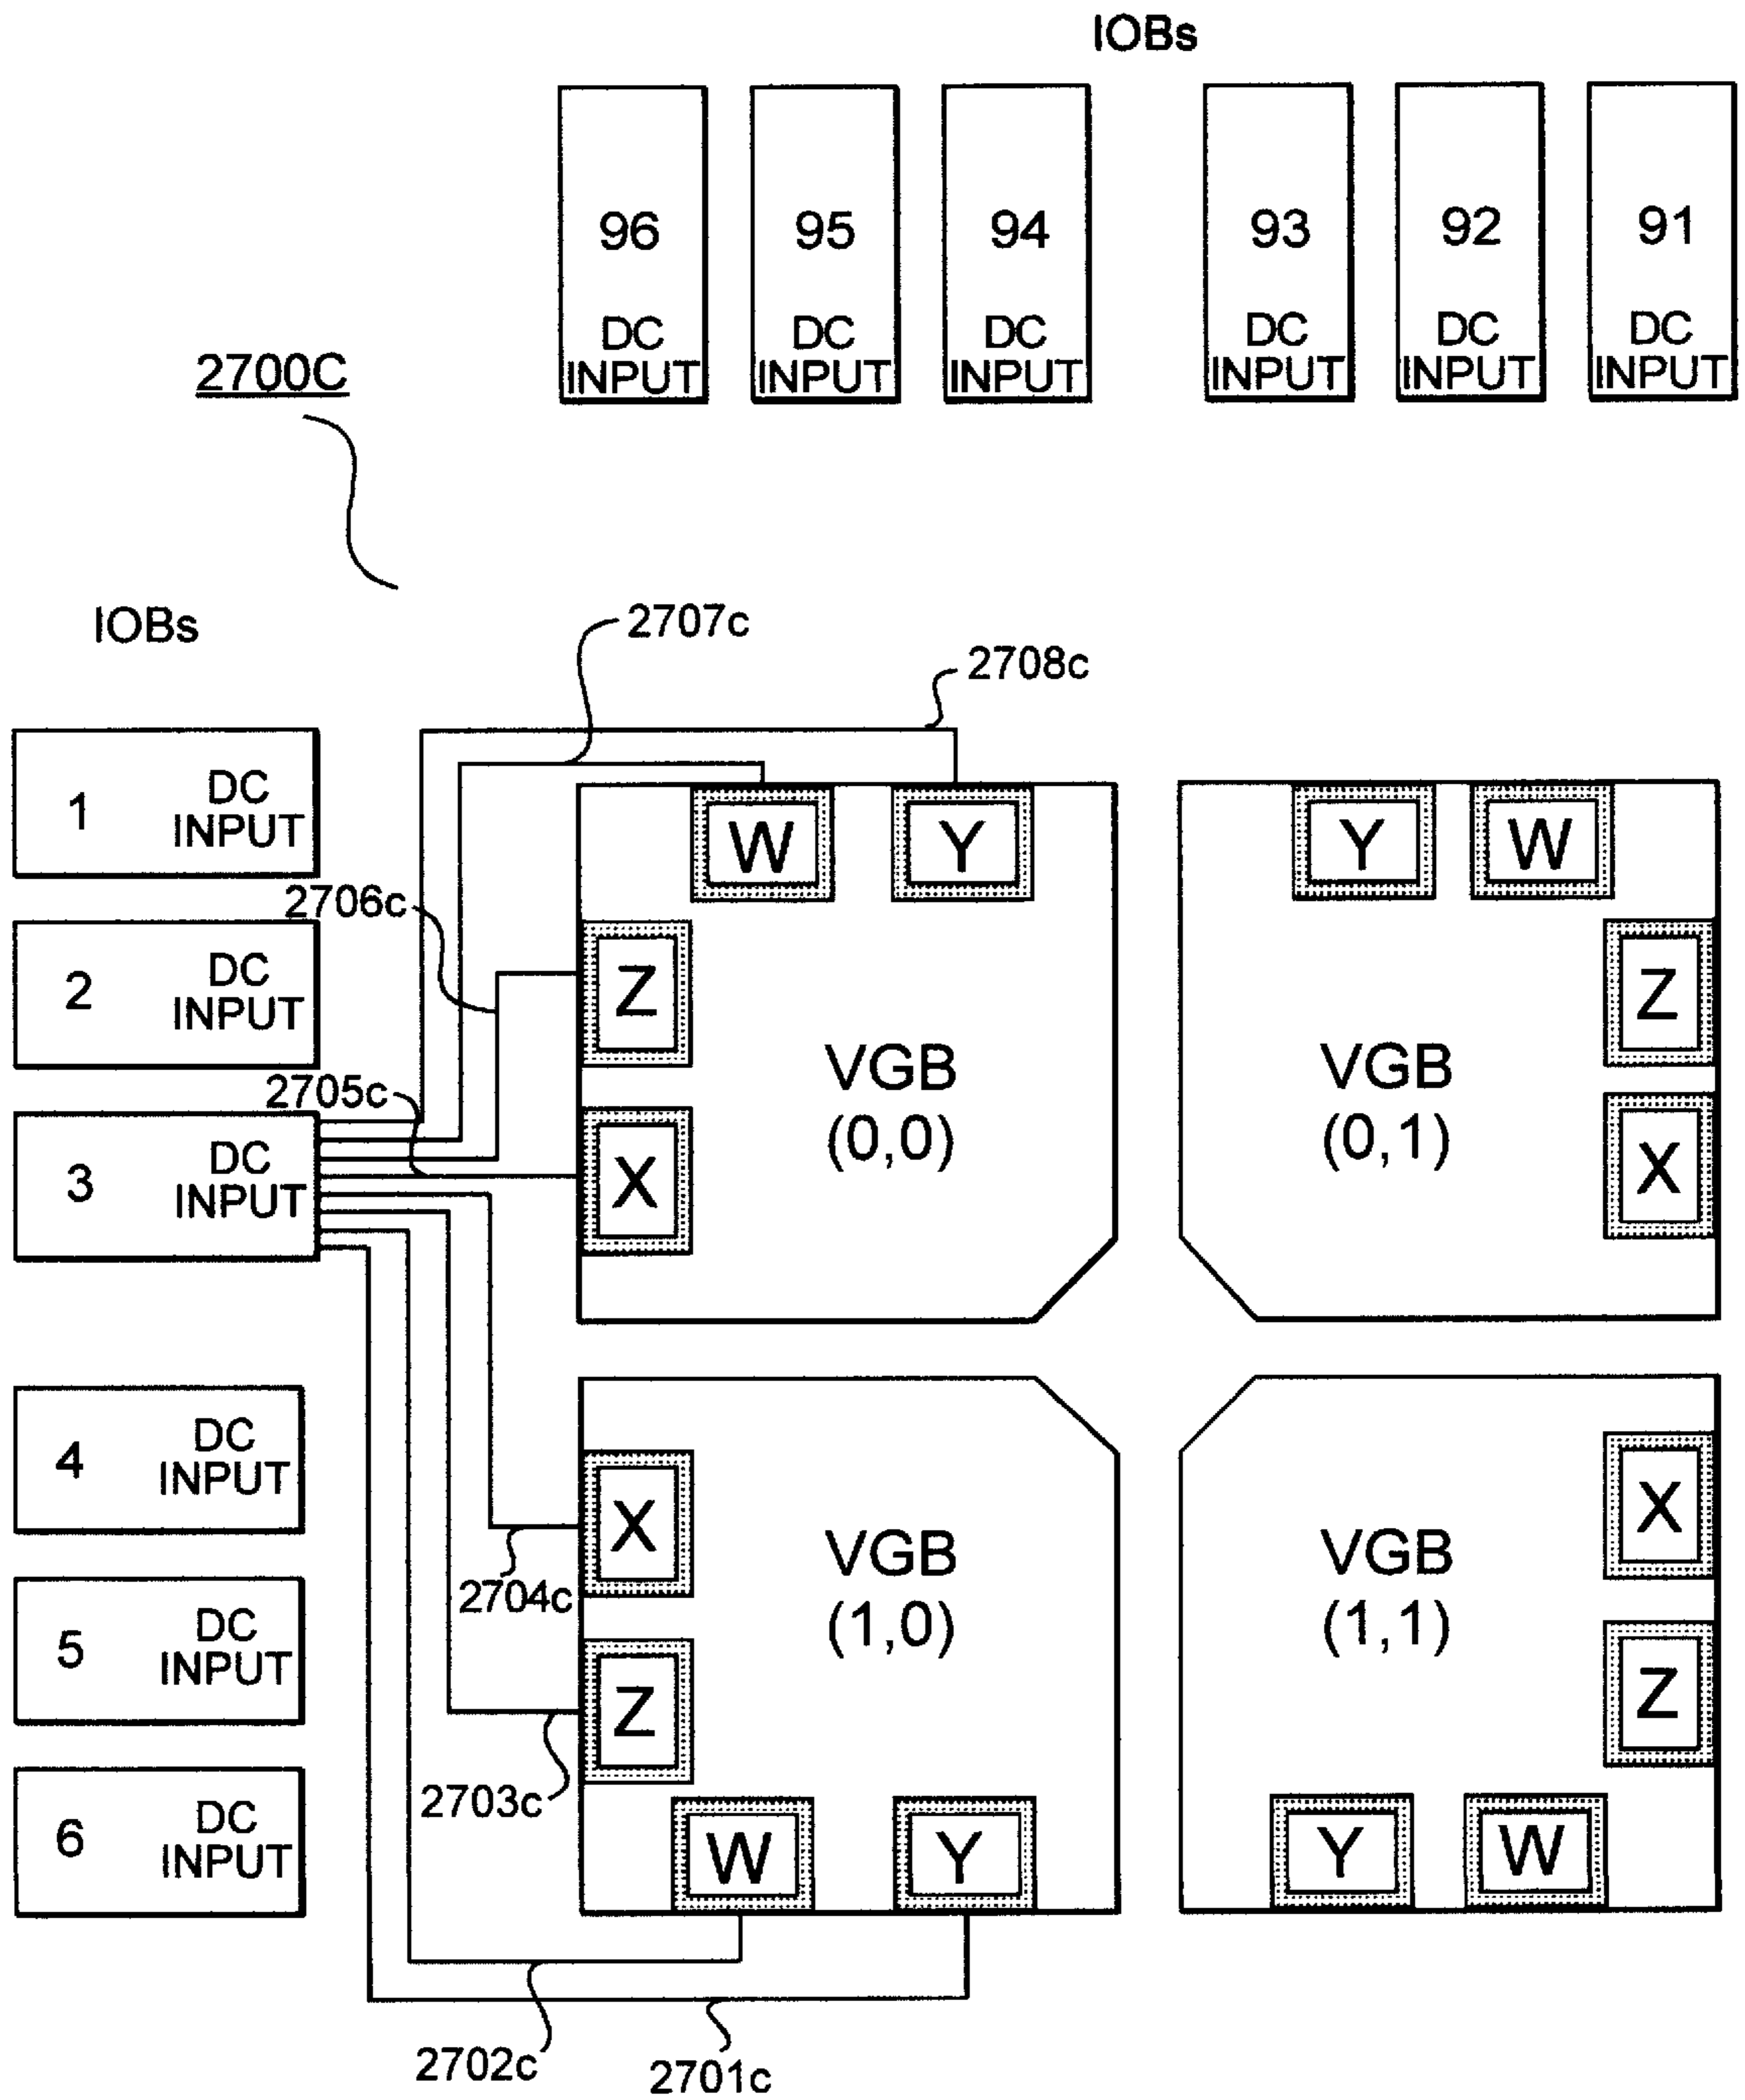 IOBs
96
DC
INPUT
95
DC
INPUT
94
DC
INPUT
93
DC
INPUT
92
DC
INPUT
91
DC
INPUT
2700C
IOBs
2707c
2708c
1
DC
INPUT
2706c
2
DC
INPUT
2705c
3
DC
INPUT
W
Y
Z
X
VGB
(0,0)
Y
W
Z
X
VGB
(0,1)
4
DC
INPUT
5
DC
INPUT
6
DC
INPUT
X
Z
W
Y
VGB
(1,0)
2704c
2703c
X
Z
Y
W
VGB
(1,1)
2702c
2701c